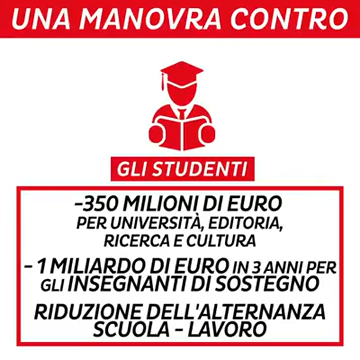 UNA MANOVRA CONTRO
GLI STUDENTI
-350 MILIONI DI EURO
PER UNIVERSITÀ, EDITORIA,
RICERCA E CULTURA
- 1 MILIARDO DI EURO IN 3 ANNI PER
GLI INSEGNANTI DI SOSTEGNO
RIDUZIONE DELL'ALTERNANZA
SCUOLA - LAVORO